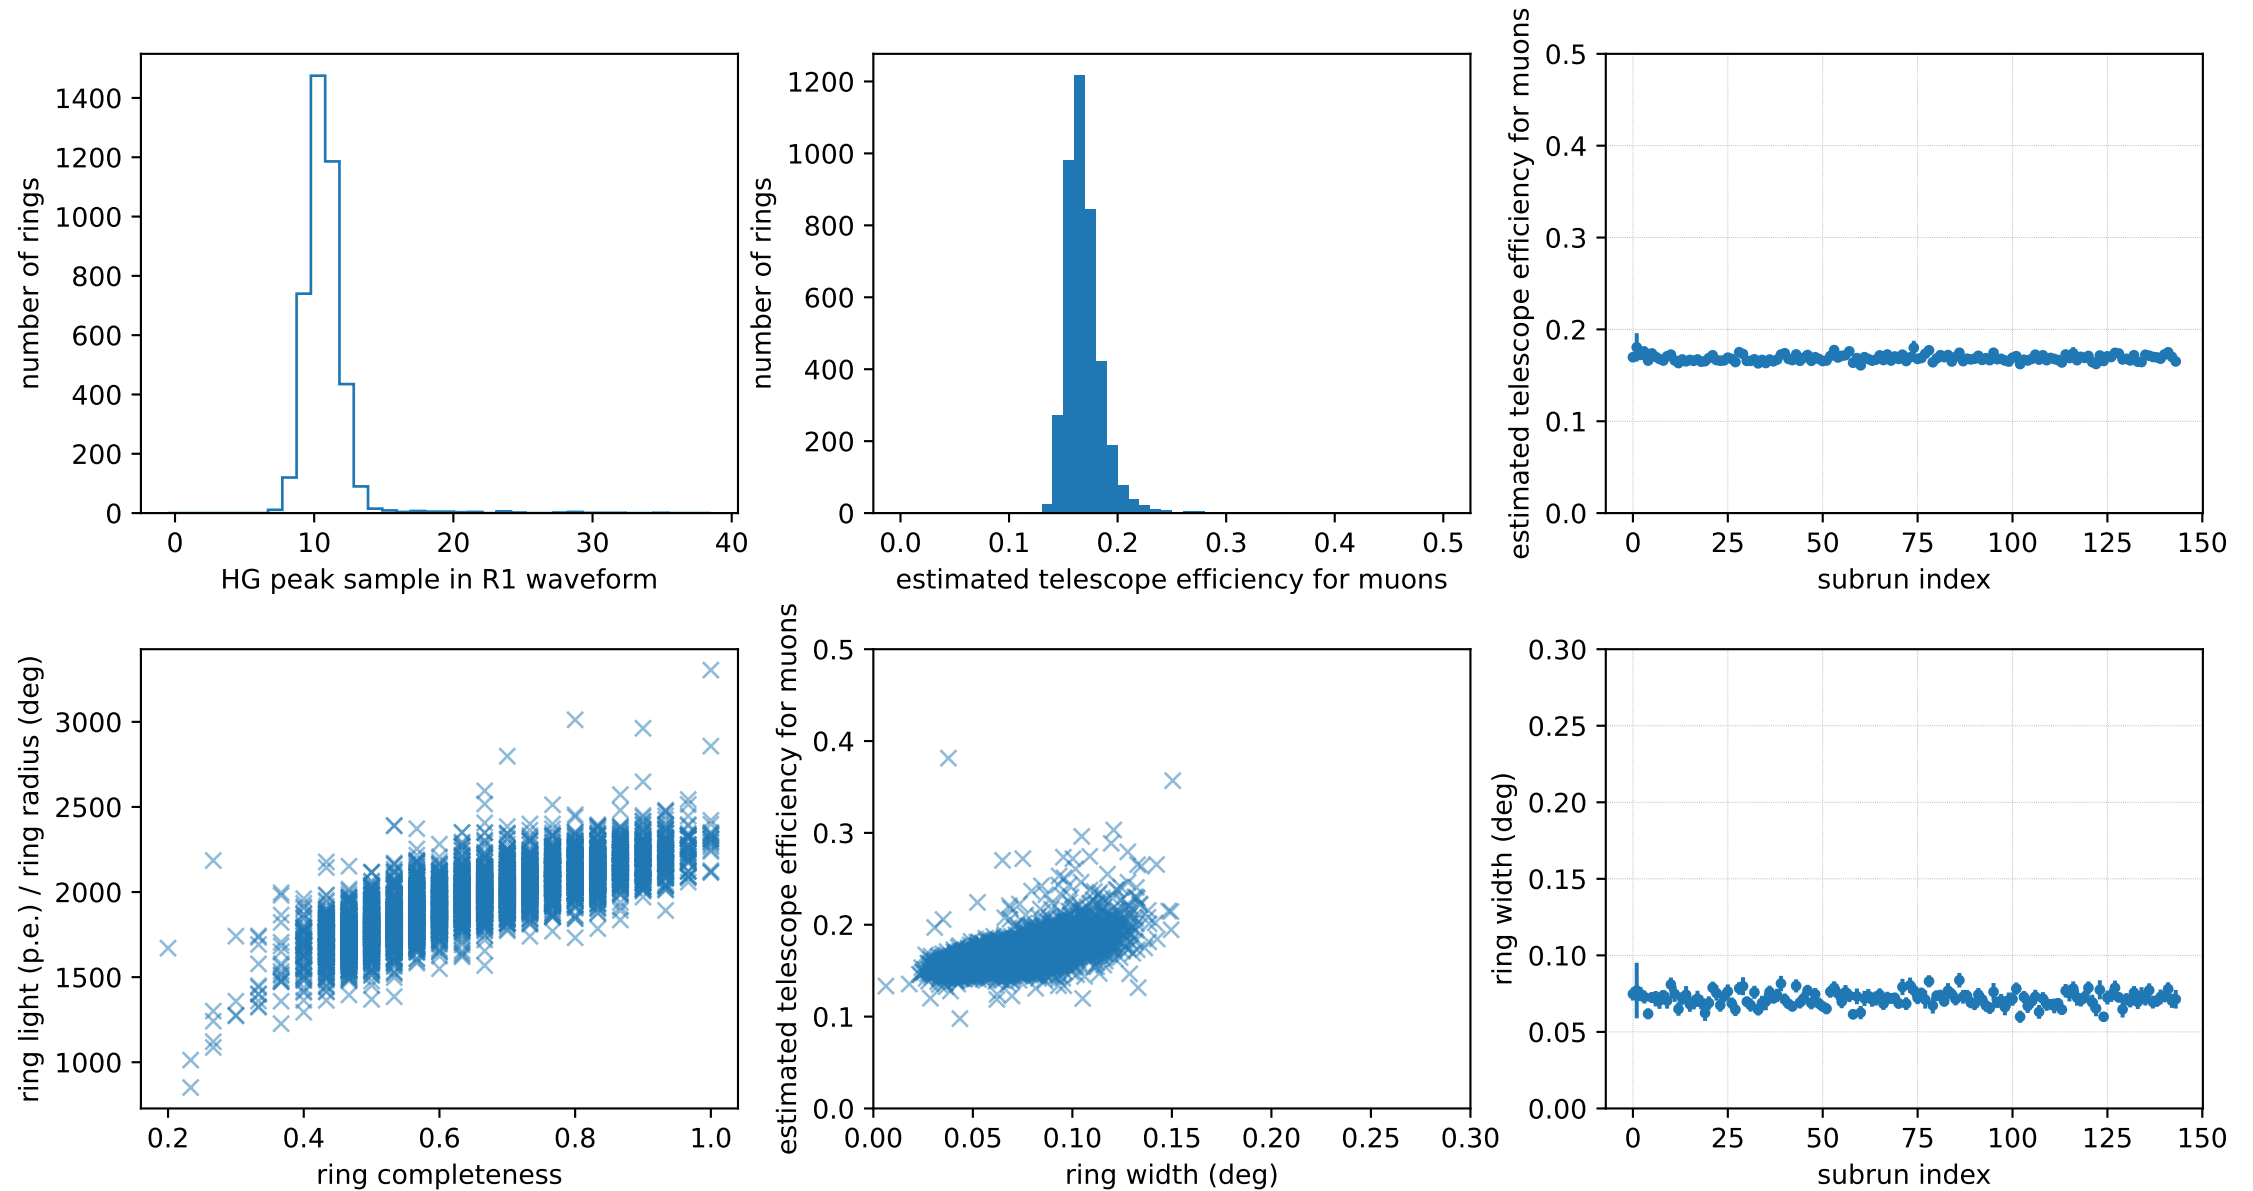 number of rings
1400
1200
1000
800
600
400
200
0
0 10 20 30 40
HG peak sample in R1 waveform
number of rings
1200
1000
800
600
400
200
0
0.0 0.1 0.2 0.3 0.4 0.5
estimated telescope efficiency for muons
estimated telescope efficiency for muons
0.5
0.4
0.3
0.2
0.1
0.0
0 25 50 75 100 125 150
subrun index
ring light (p.e.) / ring radius (deg)
3000
2500
2000
1500
1000
0.2 0.4 0.6 0.8 1.0
ring completeness
estimated telescope efficiency for muons
0.5
0.4
0.3
0.2
0.1
0.0
0.00 0.05 0.10 0.15 0.20 0.25 0.30
ring width (deg)
ring width (deg)
0.30
0.25
0.20
0.15
0.10
0.05
0.00
0 25 50 75 100 125 150
subrun index